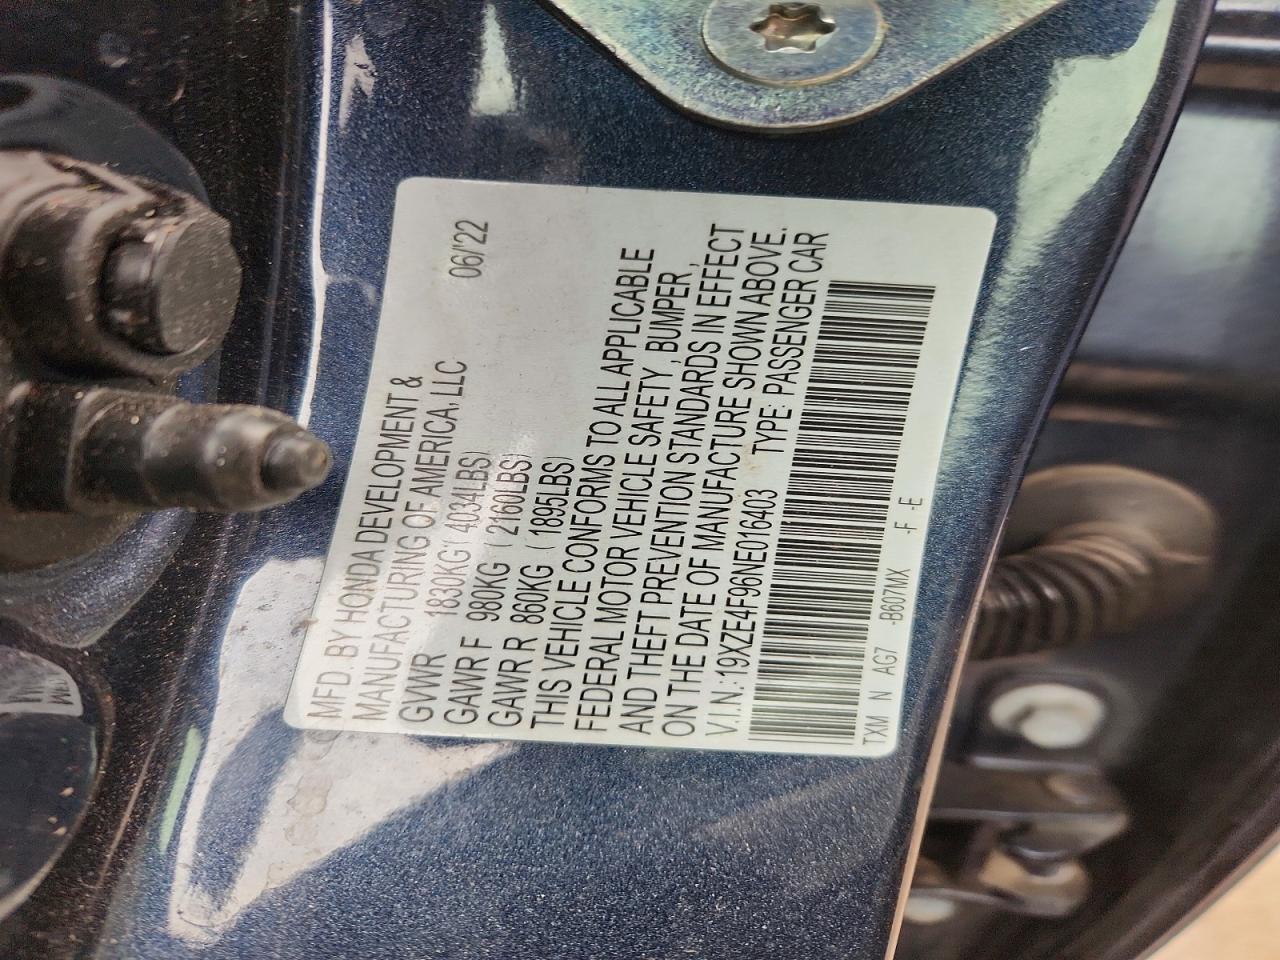 MFD. BY HONDA DEVELOPMENT &
MANUFACTURING OF AMERICA, LLC 06/'22
GVWR 1830KG ( 4034LBS)
GAWR F 980KG ( 2160LBS)
GAWR R 860KG ( 1895LBS)
THIS VEHICLE CONFORMS TO ALL APPLICABLE
FEDERAL MOTOR VEHICLE SAFETY , BUMPER ,
AND THEFT PREVENTION STANDARDS IN EFFECT
ON THE DATE OF MANUFACTURE SHOWN ABOVE.
V.I.N.:19XZE4F96NE016403 TYPE: PASSENGER CAR
TXM N AG7 -B607MX -F -E